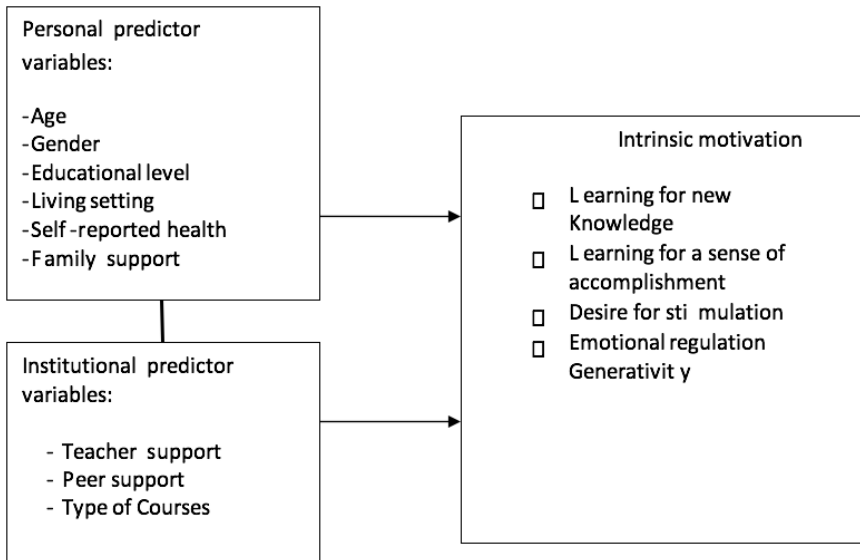 Personal predictor
variables:
-Age
-Gender
-Educational level
-Living setting
-Self -reported health
-Family support
Institutional predictor
variables:
- Teacher support
- Peer support
- Type of Courses
Intrinsic motivation
L earning for new
Knowledge
L earning for a sense of
accomplishment
Desire for sti mulation
Emotional regulation
Generativit y